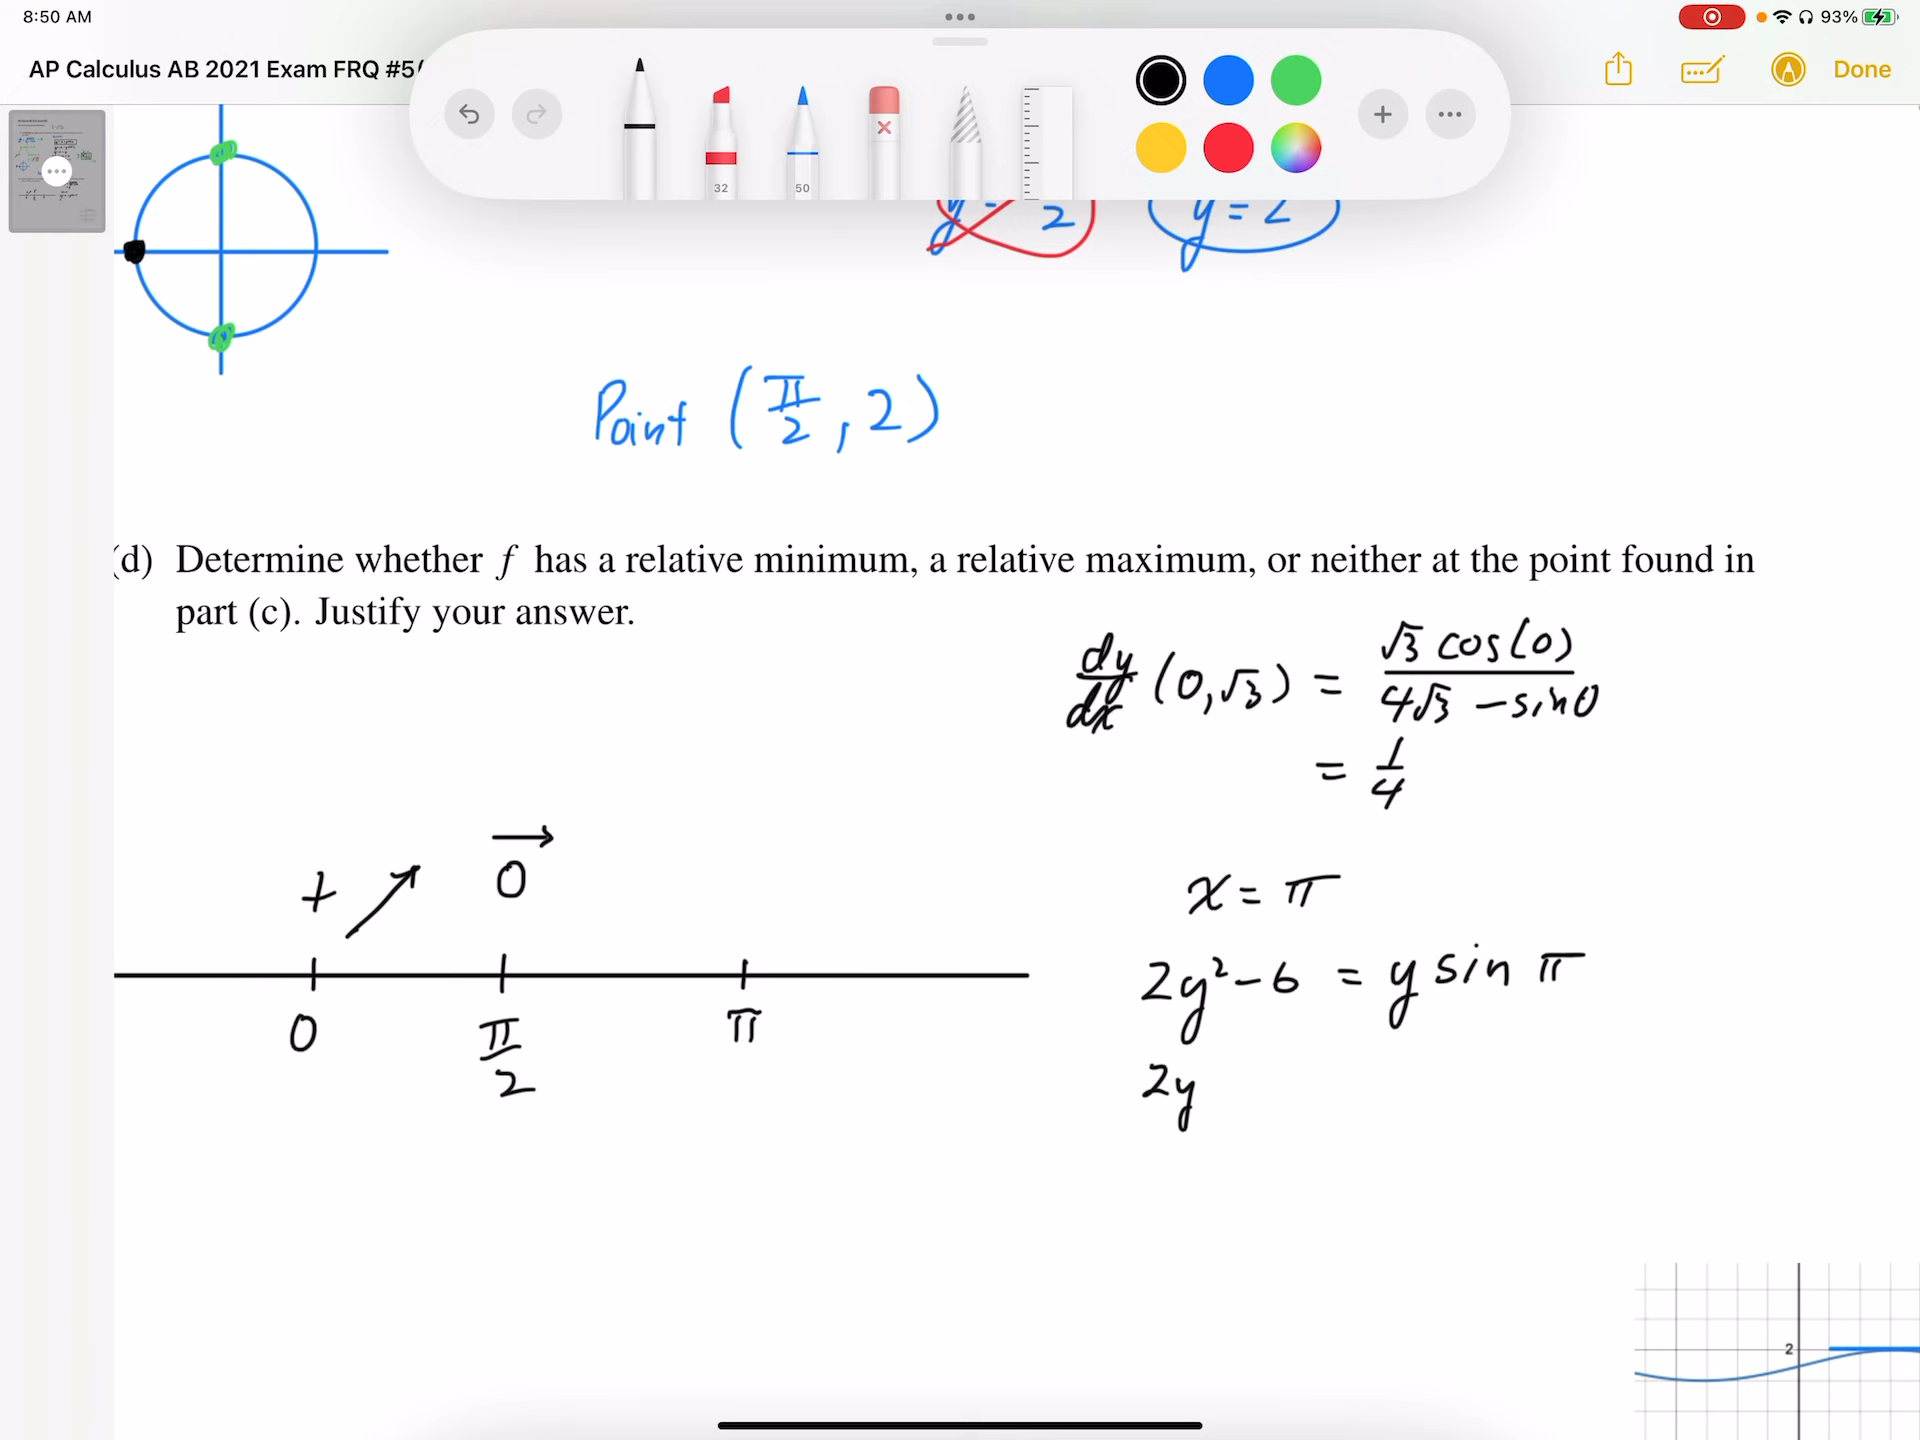 8:50 AM
93%
AP Calculus AB 2021 Exam FRQ #5(
Done
32
50
2
y = 2
Point (π/2, 2)
(d) Determine whether f has a relative minimum, a relative maximum, or neither at the point found in
part (c). Justify your answer.
dy/dx (0, √3) = √3 cos(0) / 4√3 − sin0
= 1/4
+ 0
x = π
2y² − 6 = y sin π
0 π/2 π
2y
2